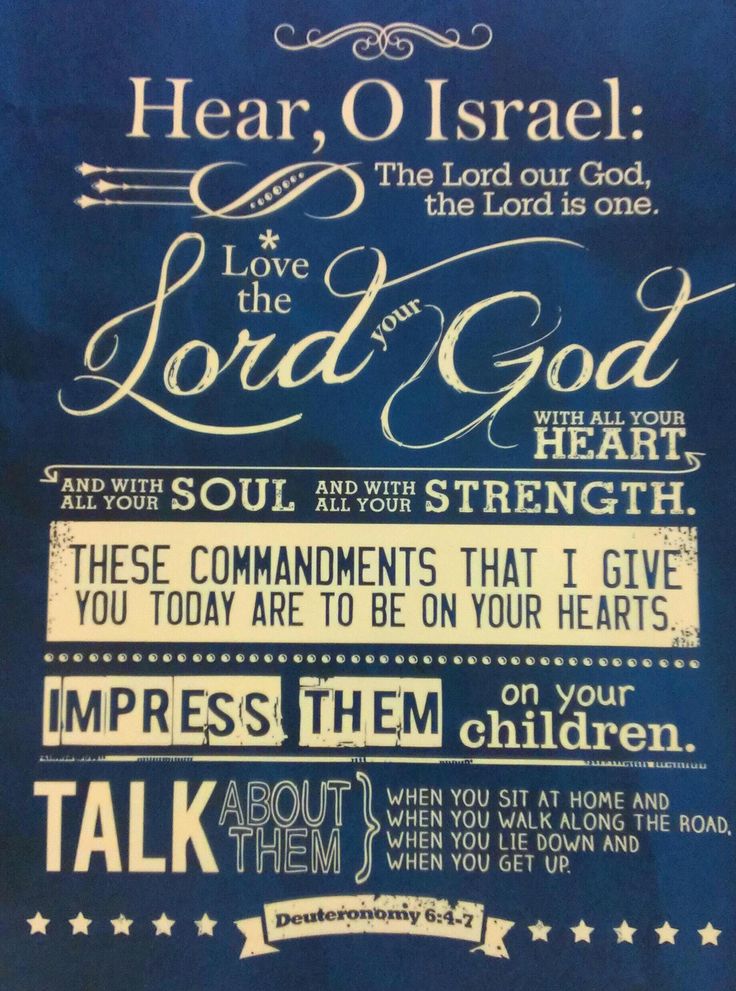 Hear, O Israel:
The Lord our God,
the Lord is one.
*
Love
the
Lord your God
WITH ALL YOUR
HEART
AND WITH
ALL YOUR SOUL AND WITH
ALL YOUR STRENGTH.
THESE COMMANDMENTS THAT I GIVE
YOU TODAY ARE TO BE ON YOUR HEARTS.
IMPRESS THEM on your
children.
TALK ABOUT
THEM } WHEN YOU SIT AT HOME AND
WHEN YOU WALK ALONG THE ROAD,
WHEN YOU LIE DOWN AND
WHEN YOU GET UP.
Deuteronomy 6:4-7